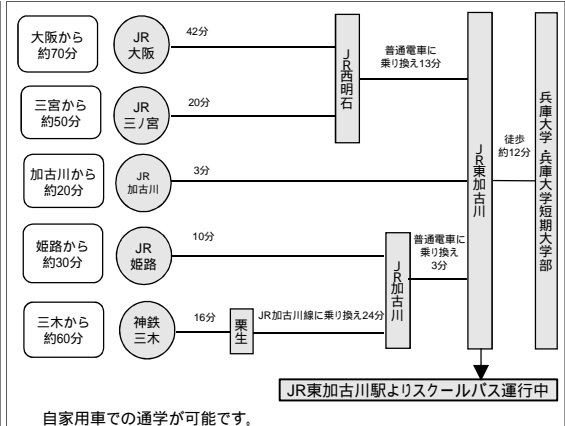 大阪から
約70分
JR
大阪
42分
三宮から
約50分
JR
三ノ宮
20分
JR西明石
普通電車に
乗り換え13分
加古川から
約20分
JR
加古川
3分
姫路から
約30分
JR
姫路
10分
三木から
約60分
神鉄
三木
16分
粟生
JR加古川線に乗り換え24分
JR加古川
普通電車に
乗り換え
3分
JR東加古川
徒歩
約12分
兵庫大学・兵庫大学短期大学部
JR東加古川駅よりスクールバス運行中
自家用車での通学が可能です。